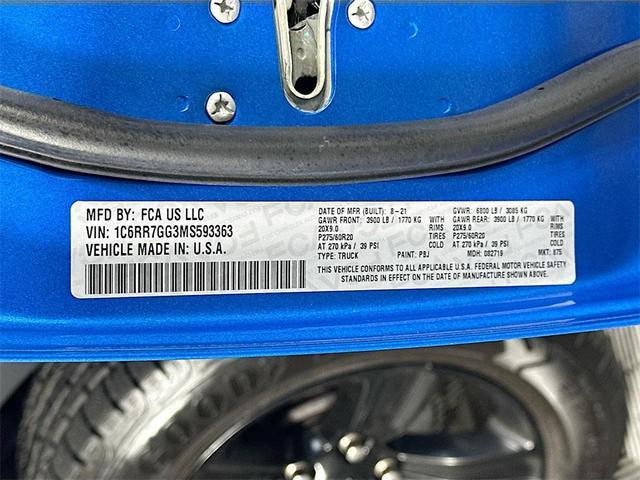 MFD BY: FCA US LLC
VIN: 1C6RR7GG3MS593363
VEHICLE MADE IN: U.S.A.
DATE OF MFR (BUILT): 8-21 GVWR: 6800 LB / 3085 KG
GAWR FRONT: 3900 LB / 1770 KG WITH GAWR REAR: 3900 LB / 1770 KG WITH
20X9.0 RIMS 20X9.0 RIMS
P275/60R20 TIRES P275/60R20 TIRES
AT 270 kPa / 39 PSI AT 270 kPa / 39 PSI
TYPE: TRUCK PAINT: PBJ MDH: 082719 MKT: 875
THIS VEHICLE CONFORMS TO ALL APPLICABLE U.S.A. FEDERAL MOTOR VEHICLE SAFETY
STANDARDS IN EFFECT ON THE DATE OF MANUFACTURE SHOWN ABOVE.